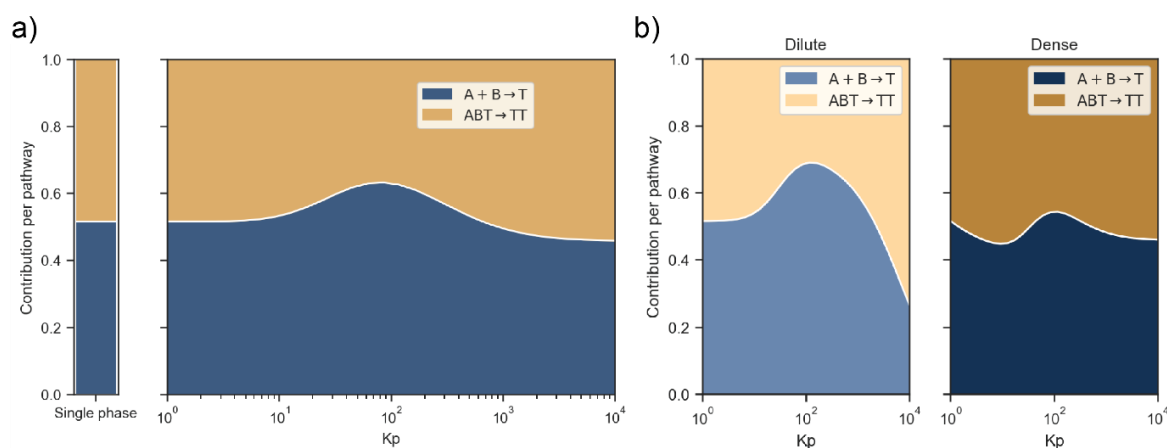 a)
Contribution per pathway
1.0
0.8
0.6
0.4
0.2
0.0
Single phase
A + B → T
ABT → TT
10⁰ 10¹ 10² 10³ 10⁴
Kp
b)
Dilute
Contribution per pathway
1.0
0.8
0.6
0.4
0.2
0.0
A + B → T
ABT → TT
10⁰ 10² 10⁴
Kp
Dense
A + B → T
ABT → TT
10⁰ 10² 10⁴
Kp